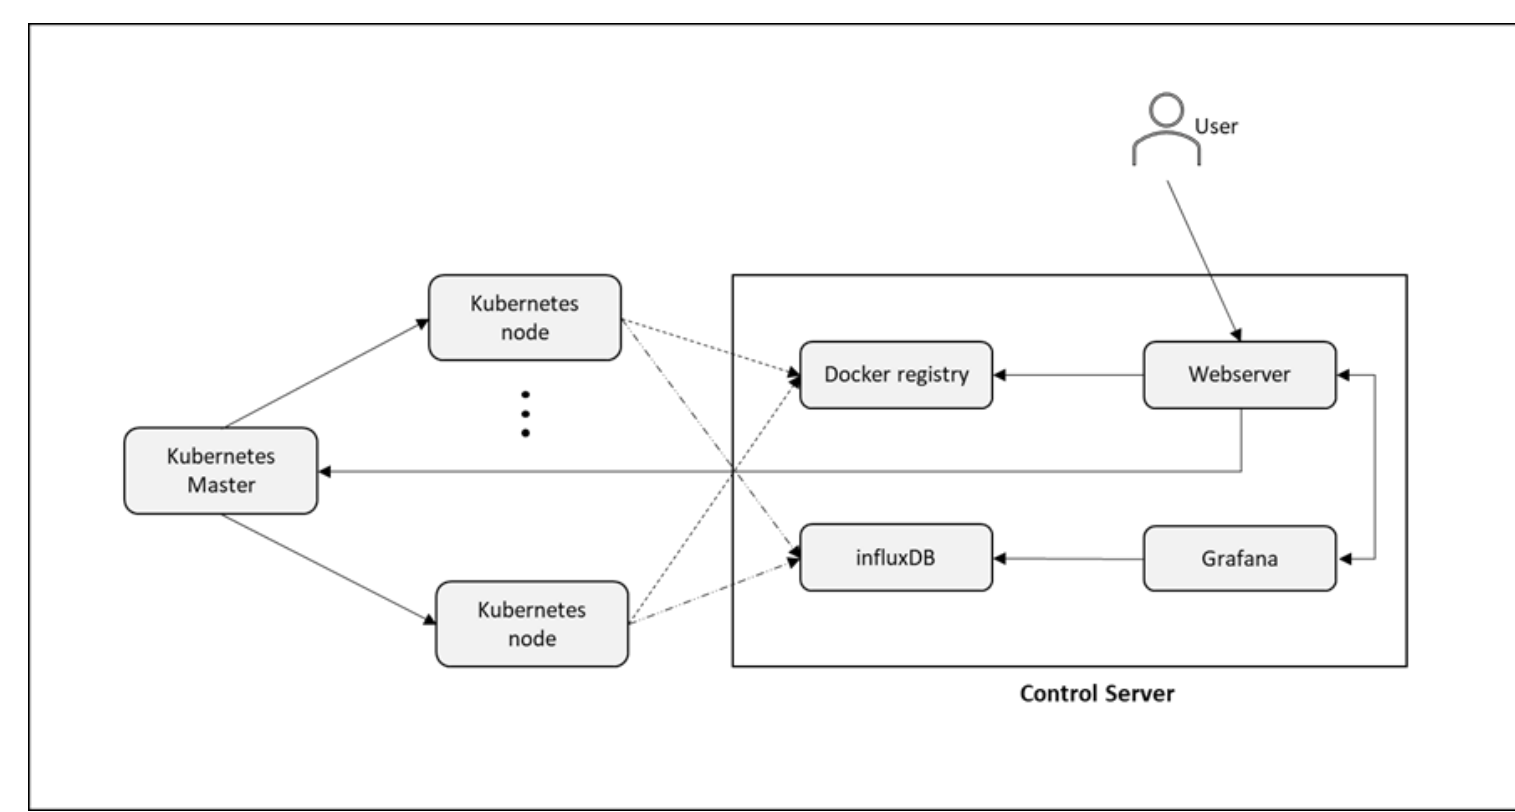 User
Kubernetes
node
Docker registry
Webserver
Kubernetes
Master
influxDB
Grafana
Kubernetes
node
Control Server